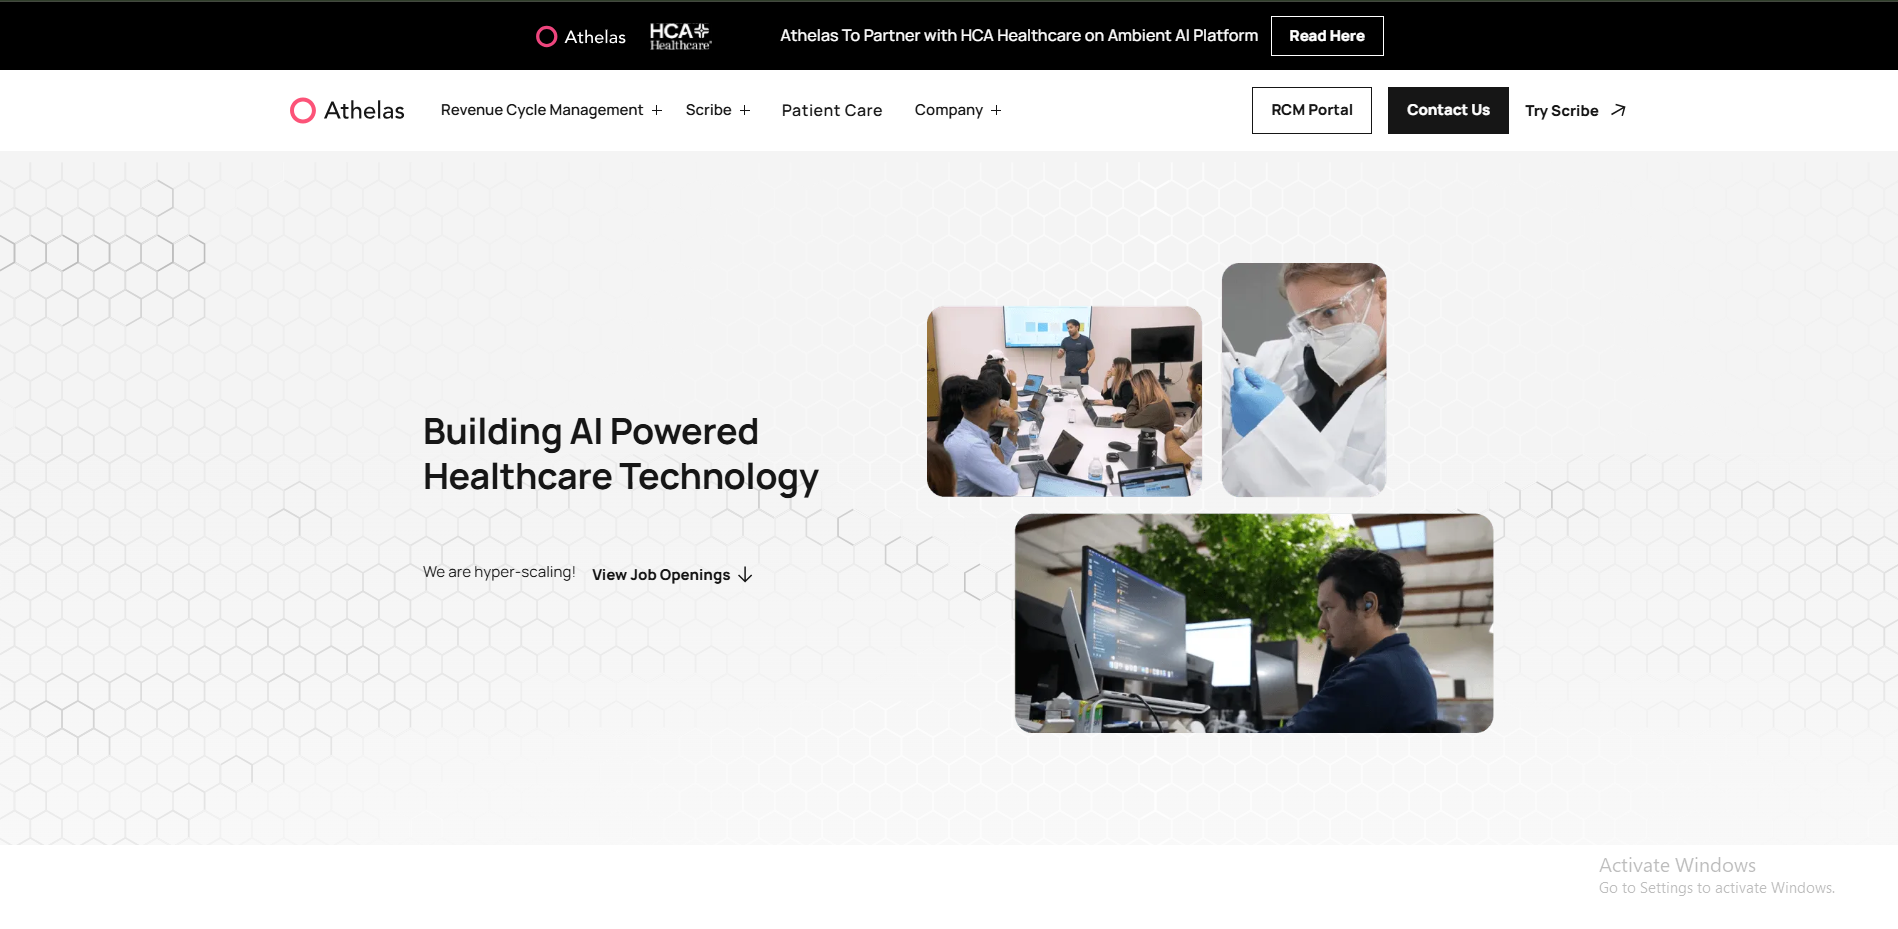 Athelas
HCA
Healthcare
Athelas To Partner with HCA Healthcare on Ambient AI Platform
Read Here
Athelas
Revenue Cycle Management +
Scribe +
Patient Care
Company +
RCM Portal
Contact Us
Try Scribe
Building AI Powered
Healthcare Technology
We are hyper-scaling!
View Job Openings
Activate Windows
Go to Settings to activate Windows.